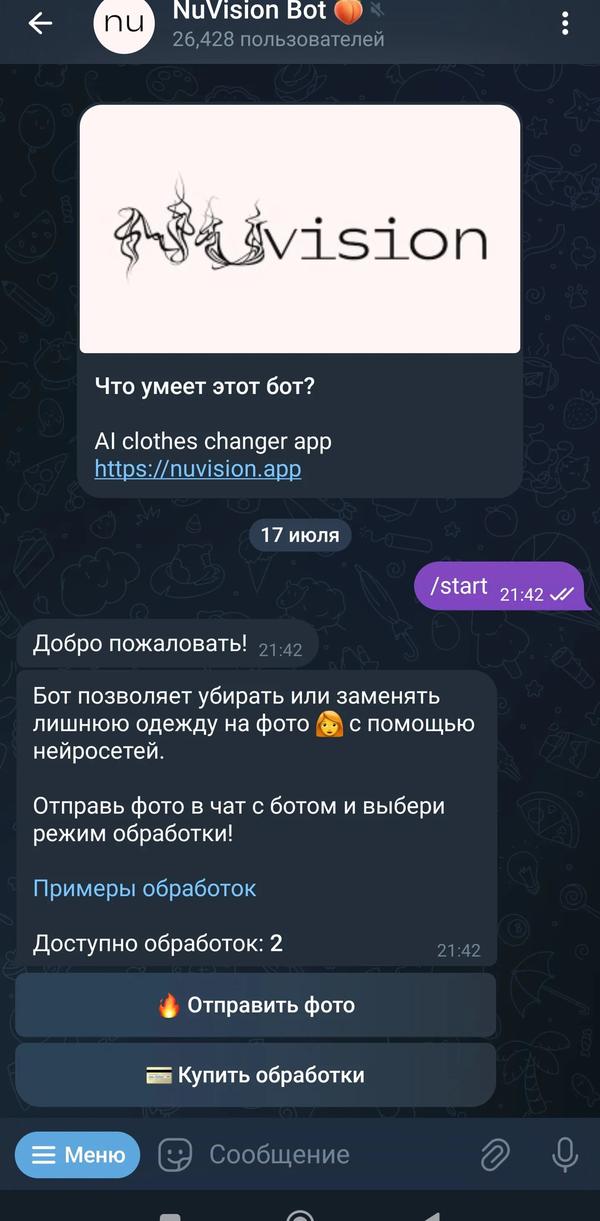 nu
NuVision Bot 🍑
26,428 пользователей
NUvision
Что умеет этот бот?
AI clothes changer app
https://nuvision.app
17 июля
/start 21:42
Добро пожаловать! 21:42
Бот позволяет убирать или заменять
лишнюю одежду на фото 👩 с помощью
нейросетей.
Отправь фото в чат с ботом и выбери
режим обработки!
Примеры обработок
Доступно обработок: 2
21:42
🔥 Отправить фото
💳 Купить обработки
Меню
Сообщение